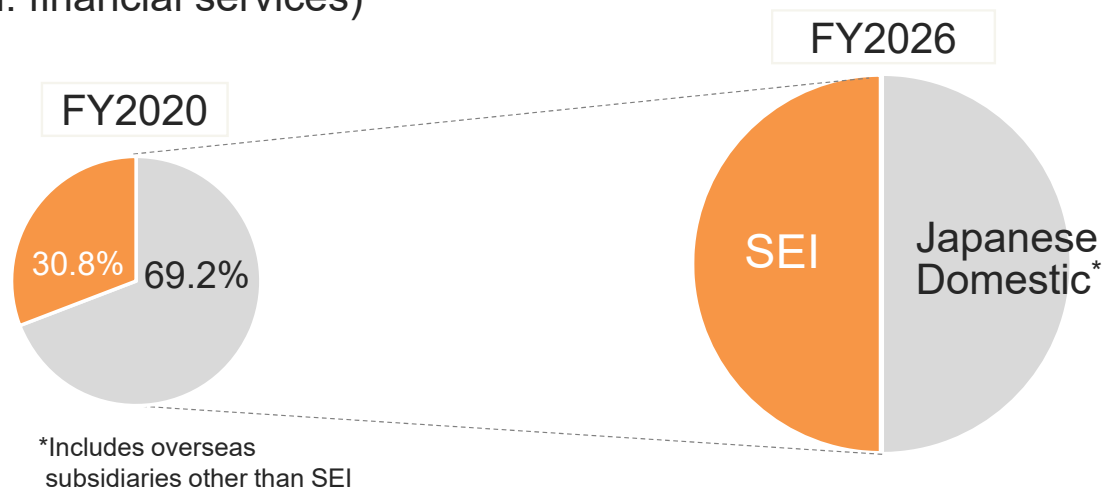 financial services)
FY2026
FY2020
30.8%
69.2%
SEI
Japanese
Domestic*
*Includes overseas
subsidiaries other than SEI